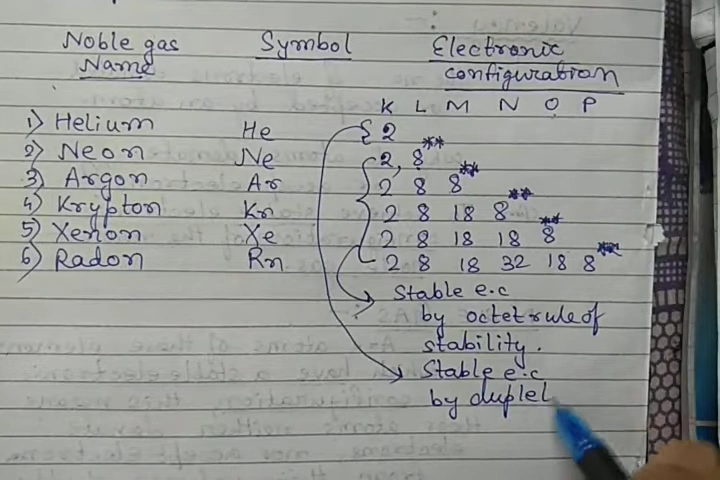 Noble gas Symbol Electronic
Name configuration
K L M N O P
1) Helium He 2
2) Neon Ne 2, 8**
3) Argon Ar 2 8 8**
4) Krypton Kr 2 8 18 8**
5) Xenon Xe 2 8 18 18 8**
6) Radon Rn 2 8 18 32 18 8**
Stable e.c
by octet rule of
stability.
Stable e.c
by duplet